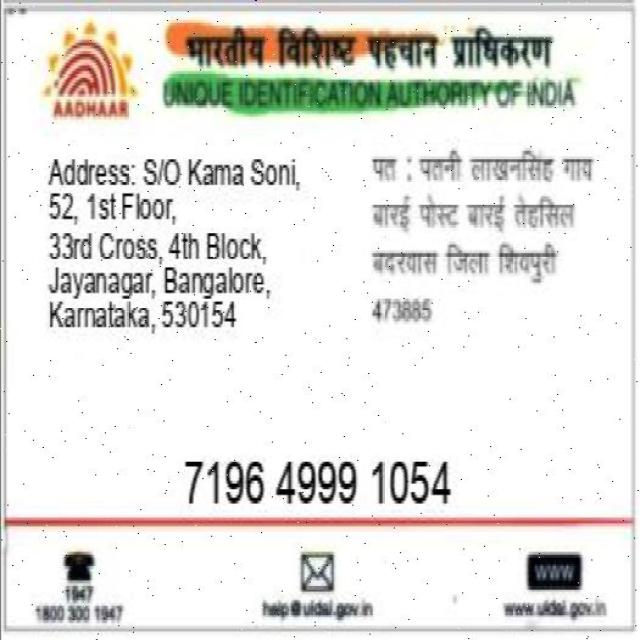 भारतीय विशिष्ट पहचान प्राधिकरण
UNIQUE IDENTIFICATION AUTHORITY OF INDIA
AADHAAR
Address: S/O Kama Soni,
52, 1st Floor,
33rd Cross, 4th Block,
Jayanagar, Bangalore,
Karnataka, 530154
पत : पतनी लाखनसिंह गाव
बारई पोस्ट बारई तेहसिल
बदरवास जिला शिवपुरी
473885
7196 4999 1054
1947
1800 300 1947
help@uidai.gov.in
WWW
www.uidai.gov.in